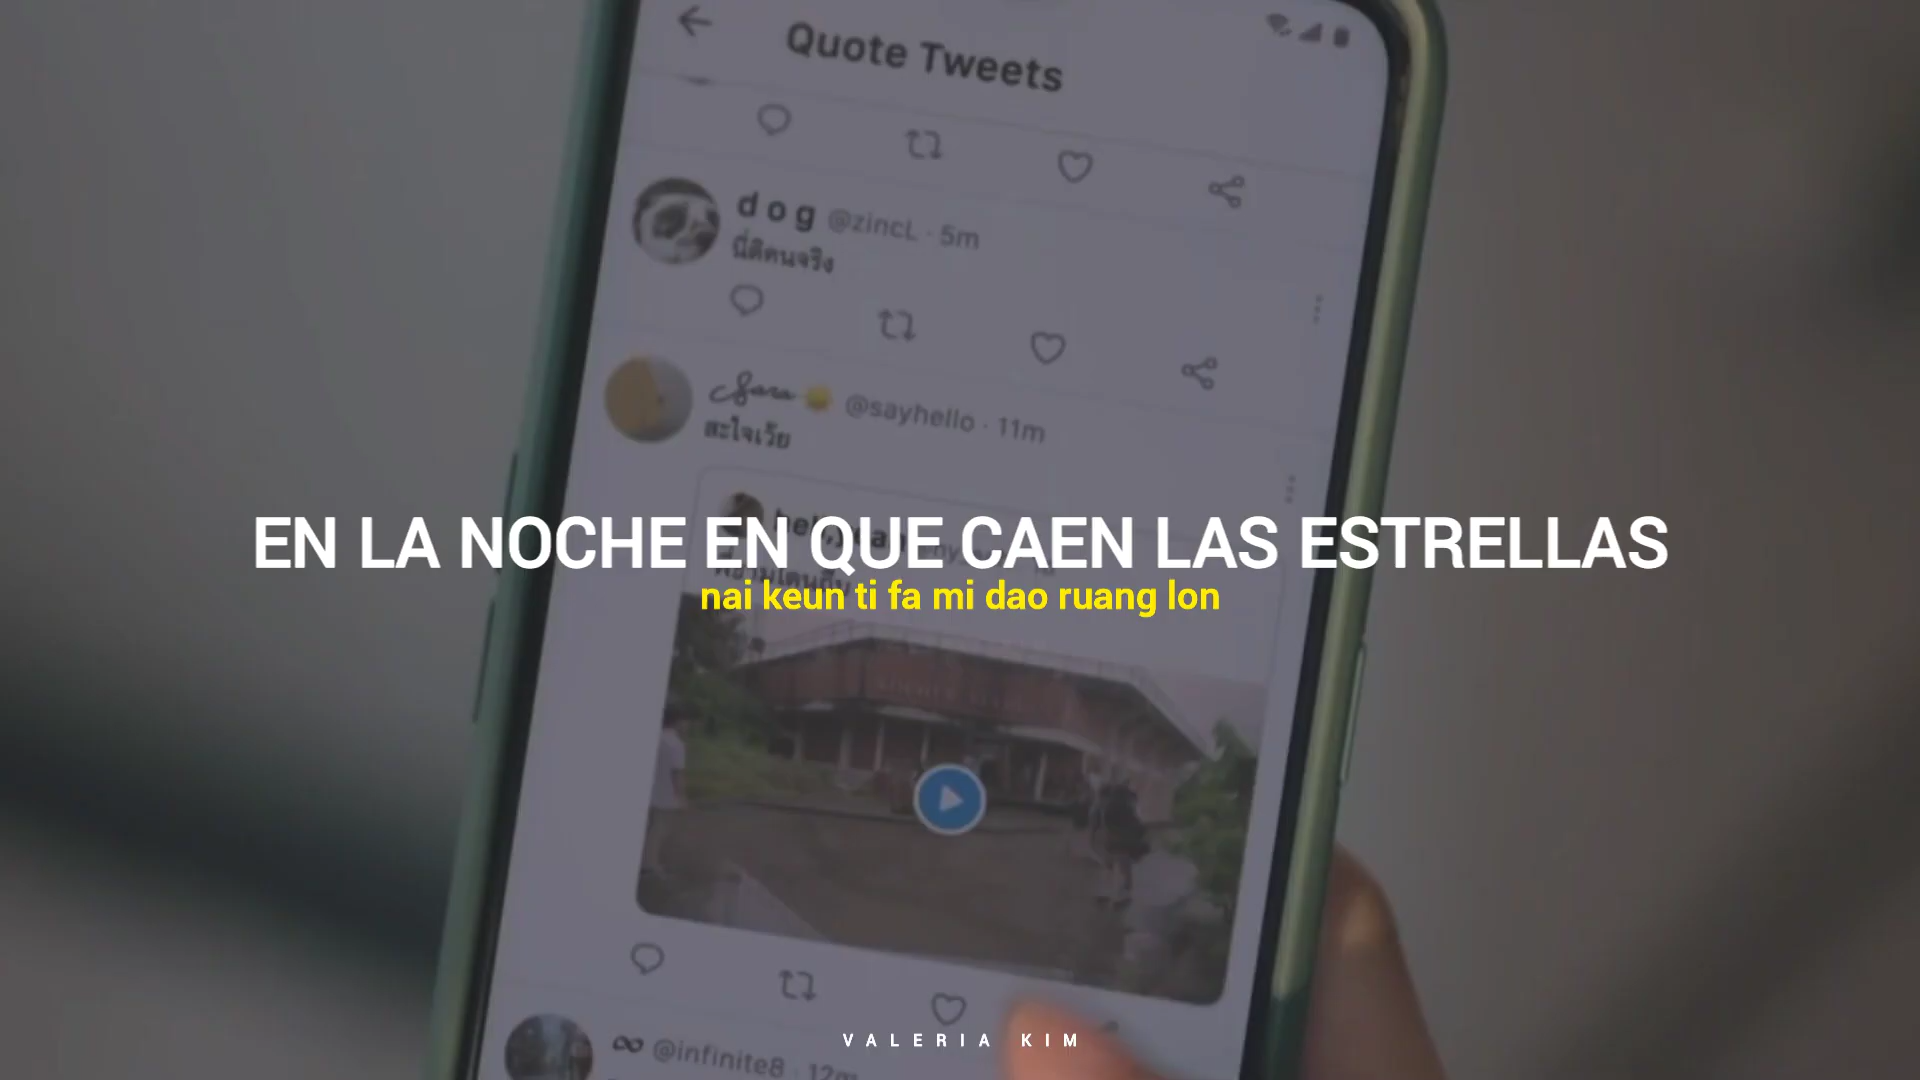 Quote Tweets
d o g @zincL · 5m
นี่ดิคนจริง
Sara @sayhello · 11m
สะใจเว้ย
EN LA NOCHE EN QUE CAEN LAS ESTRELLAS
nai keun ti fa mi dao ruang lon
∞ @infinite8 · 12m
VALERIA KIM